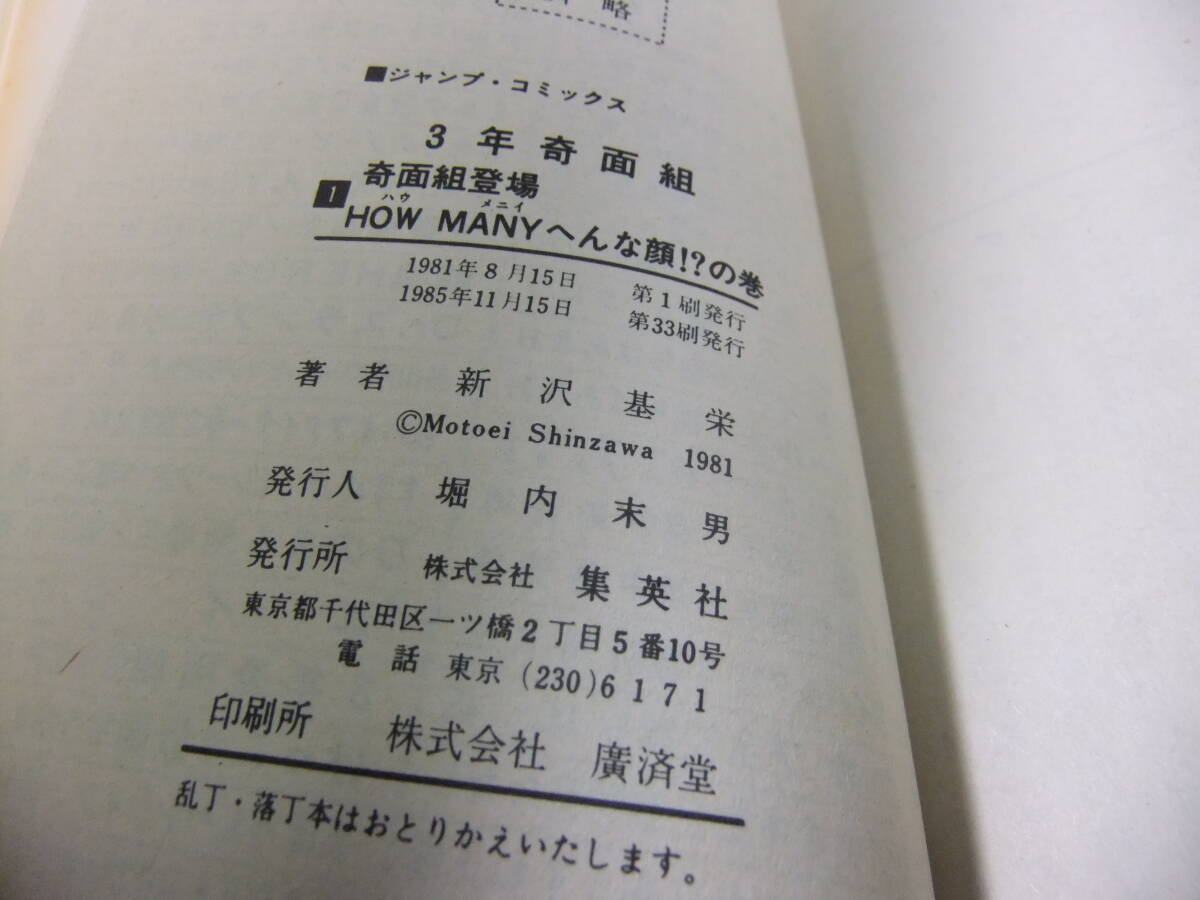 略
■ジャンプ・コミックス
3年奇面組
1 奇面組登場
ハウ メニイ
HOW MANYへんな顔!?の巻
1981年8月15日 第1刷発行
1985年11月15日 第33刷発行
著者 新沢基栄
©Motoei Shinzawa 1981
発行人 堀内末男
発行所 株式会社 集英社
東京都千代田区一ツ橋2丁目5番10号
電話 東京(230)6171
印刷所 株式会社 廣済堂
乱丁・落丁本はおとりかえいたします。